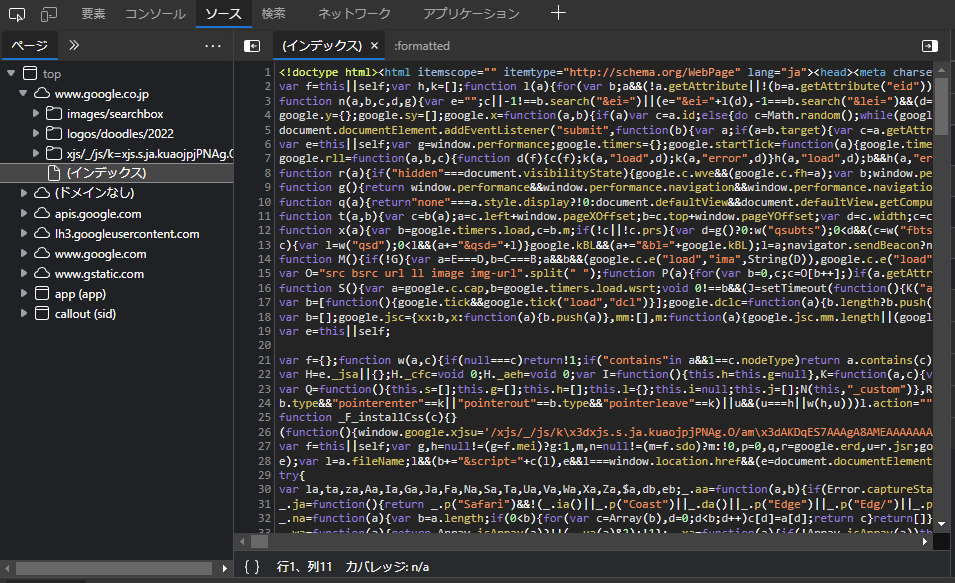 要素 コンソール ソース 検索 ネットワーク アプリケーション
ページ
(インデックス) × :formatted
top
www.google.co.jp
images/searchbox
logos/doodles/2022
xjs/_/js/k=xjs.s.ja.kuaojpjPNAg.O
(インデックス)
(ドメインなし)
apis.google.com
lh3.googleusercontent.com
www.google.com
www.gstatic.com
app (app)
callout (sid)
1 <!doctype html><html itemscope="" itemtype="http://schema.org/WebPage" lang="ja"><head><meta charse
2 var f=this||self;var h,k=[];function l(a){for(var b;a&&(!a.getAttribute||!(b=a.getAttribute("eid"))
3 function n(a,b,c,d,g){var e="";c||-1!==b.search("&ei=")||(e="&ei="+l(d),-1===b.search("&lei=")&&(d=
4 google.y={};google.sy=[];google.x=function(a,b){if(a)var c=a.id;else{do c=Math.random();while(googl
5 document.documentElement.addEventListener("submit",function(b){var a;if(a=b.target){var c=a.getAttr
6 var e=this||self;var g=window.performance;google.timers={};google.startTick=function(a){google.time
7 google.rll=function(a,b,c){function d(f){c(f);k(a,"load",d);k(a,"error",d)}h(a,"load",d);b&&h(a,"er
8 function r(a){if("hidden"===document.visibilityState){google.c.wve&&(google.c.fh=a);var b;window.pe
9 function g(){return window.performance&&window.performance.navigation&&window.performance.navigatio
10 function q(a){return"none"===a.style.display?!0:document.defaultView&&document.defaultView.getCompu
11 function t(a,b){var c=b(a);a=c.left+window.pageXOffset;b=c.top+window.pageYOffset;var d=c.width;c=c
12 function x(a){var b=google.timers.load,c=b.m;if(!c||!c.prs){var d=g()?0:w("qsubts");0<d&&(c=w("fbts
13 c){var l=w("qsd");0<l&&(a+="&qsd="+l)}google.kBL&&(a+="&bl="+google.kBL);l=a;navigator.sendBeacon?n
14 function M(){if(!G){var a=E===D,b=C===B;a&&b&&(google.c.e("load","ima",String(D)),google.c.e("load"
15 var O="src bsrc url ll image img-url".split(" ");function P(a){for(var b=0,c;c=O[b++];)if(a.getAttr
16 function S(){var a=google.c.cap,b=google.timers.load.wsrt;void 0!==b&&(J=setTimeout(function(){K("a
17 var b=[function(){google.tick&&google.tick("load","dcl")}];google.dclc=function(a){b.length?b.push(
18 var b=[];google.jsc={xx:b,x:function(a){b.push(a)},mm:[],m:function(a){google.jsc.mm.length||(googl
19 var e=this||self;
20
21 var f={};function w(a,c){if(null===c)return!1;if("contains"in a&&1==c.nodeType)return a.contains(c)
22 var H=e._jsa||{};H._cfc=void 0;H._aeh=void 0;var I=function(){this.h=this.g=null},K=function(a,c){v
23 var Q=function(){this.s=[];this.g=[];this.h=[];this.l={};this.i=null;this.j=[];N(this,"_custom")},R
24 b.type&&"pointerenter"==k||"pointerout"==b.type&&"pointerleave"==k)||u&&(u===h||w(h,u)))l.action=""
25 function _F_installCss(c){}
26 (function(){window.google.xjsu='/xjs/_/js/k\x3dxjs.s.ja.kuaojpjPNAg.O/am\x3dAKDqES7AAAgA8AMEAAAAAAA
27 var f=this||self;var g,h=null!=(g=f.mei)?g:1,m,n=null!=(m=f.sdo)?m:!0,p=0,q,r=google.erd,u=r.jsr;go
28 e);var l=a.fileName;l&&(b+="&script="+c(l),e&&l===window.location.href&&(e=document.documentElement
29 try{
30 var la,ta,za,Aa,Ia,Ga,Ja,Fa,Na,Sa,Ta,Ua,Va,Wa,Xa,Za,$a,db,eb;_.aa=function(a,b){if(Error.captureSta
31 _.ja=function(){return _.p("Safari")&&!(_.ia()||_.p("Coast")||_.da()||_.p("Edge")||_.p("Edg/")||_.p
32 _.na=function(a){var b=a.length;if(0<b){for(var c=Array(b),d=0;d<b;d++)c[d]=a[d];return c}return[]}
{ } 行1、列11 カバレッジ: n/a